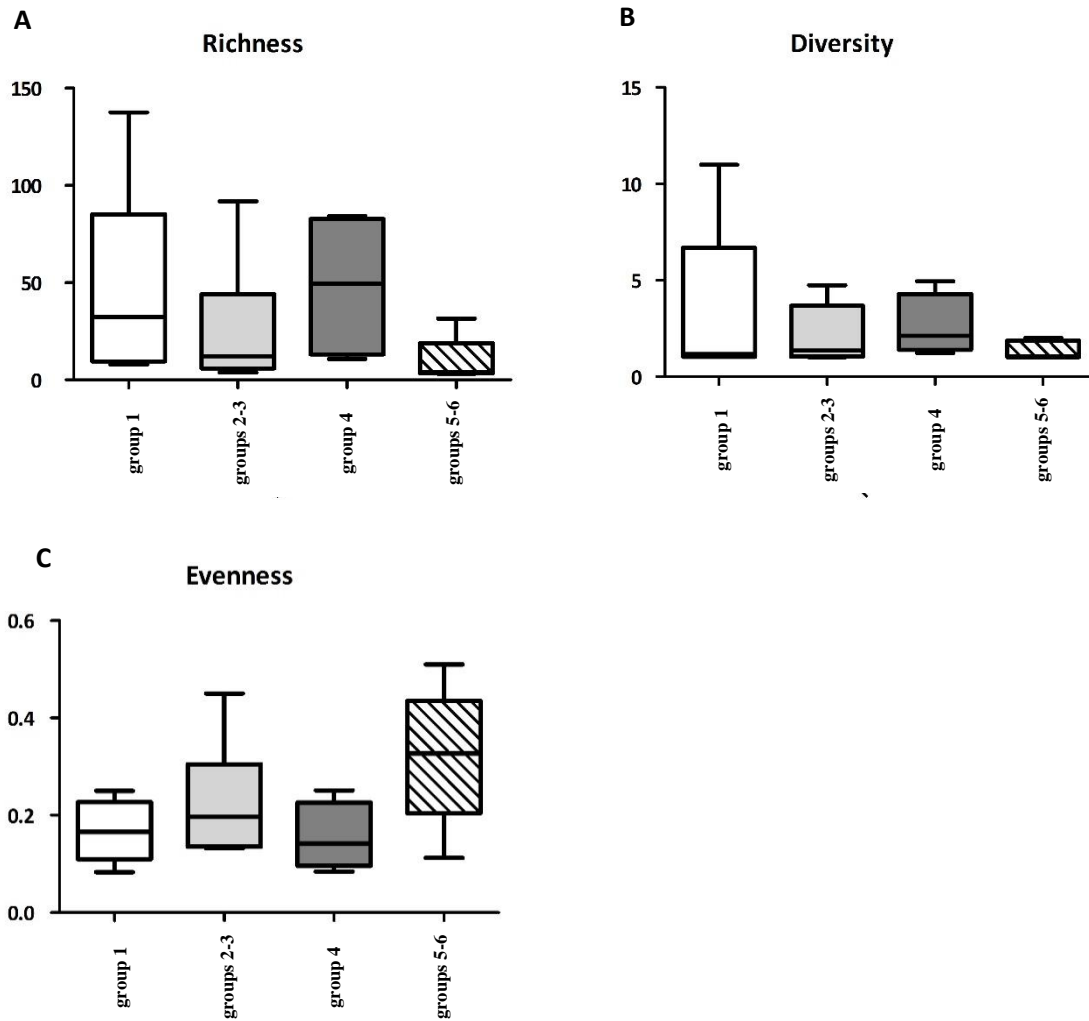 A
Richness
150
100
50
0
group 1
groups 2-3
group 4
groups 5-6
B
Diversity
15
10
5
0
group 1
groups 2-3
group 4
groups 5-6
C
Evenness
0.6
0.4
0.2
0.0
group 1
groups 2-3
group 4
groups 5-6